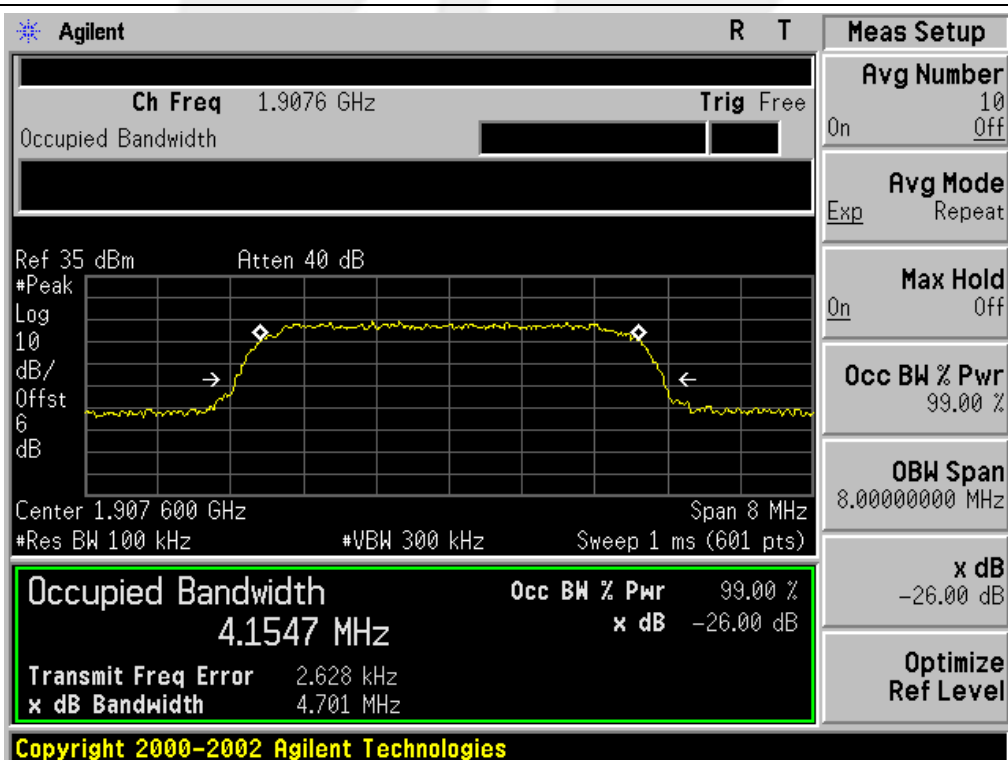 Agilent R T
Ch Freq 1.9076 GHz Trig Free
Occupied Bandwidth
Ref 35 dBm Atten 40 dB
#Peak
Log
10
dB/
Offst
6
dB
Center 1.907 600 GHz Span 8 MHz
#Res BW 100 kHz #VBW 300 kHz Sweep 1 ms (601 pts)
Occupied Bandwidth Occ BW % Pwr 99.00 %
4.1547 MHz x dB -26.00 dB
Transmit Freq Error 2.628 kHz
x dB Bandwidth 4.701 MHz
Copyright 2000-2002 Agilent Technologies
Meas Setup
Avg Number
10
On Off
Avg Mode
Exp Repeat
Max Hold
On Off
Occ BW % Pwr
99.00 %
OBW Span
8.00000000 MHz
x dB
-26.00 dB
Optimize
Ref Level